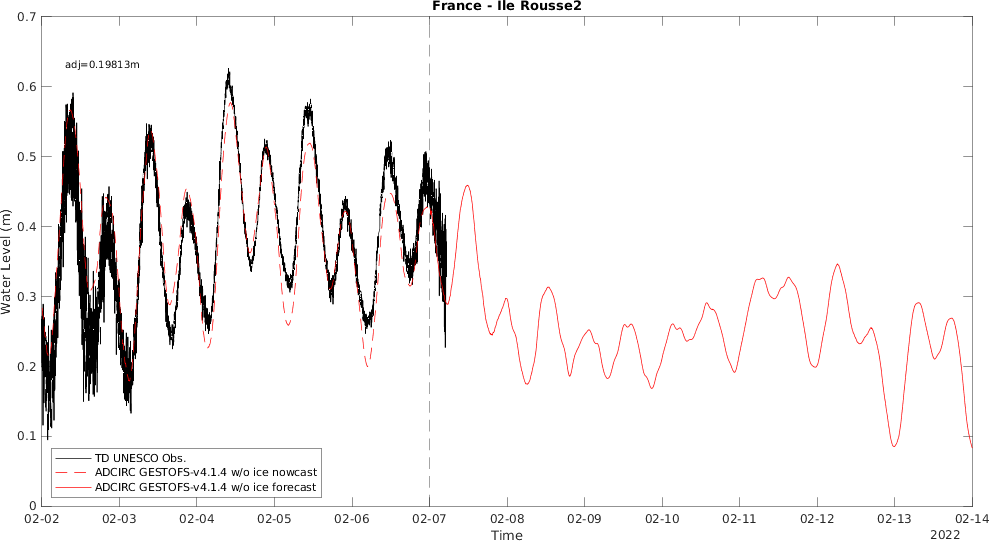 France - Ile Rousse2
adj=0.19813m
0.7
0.6
0.5
0.4
0.3
0.2
0.1
0
Water Level (m)
TD UNESCO Obs.
ADCIRC GESTOFS-v4.1.4 w/o ice nowcast
ADCIRC GESTOFS-v4.1.4 w/o ice forecast
02-02 02-03 02-04 02-05 02-06 02-07 02-08 02-09 02-10 02-11 02-12 02-13 02-14
Time
2022